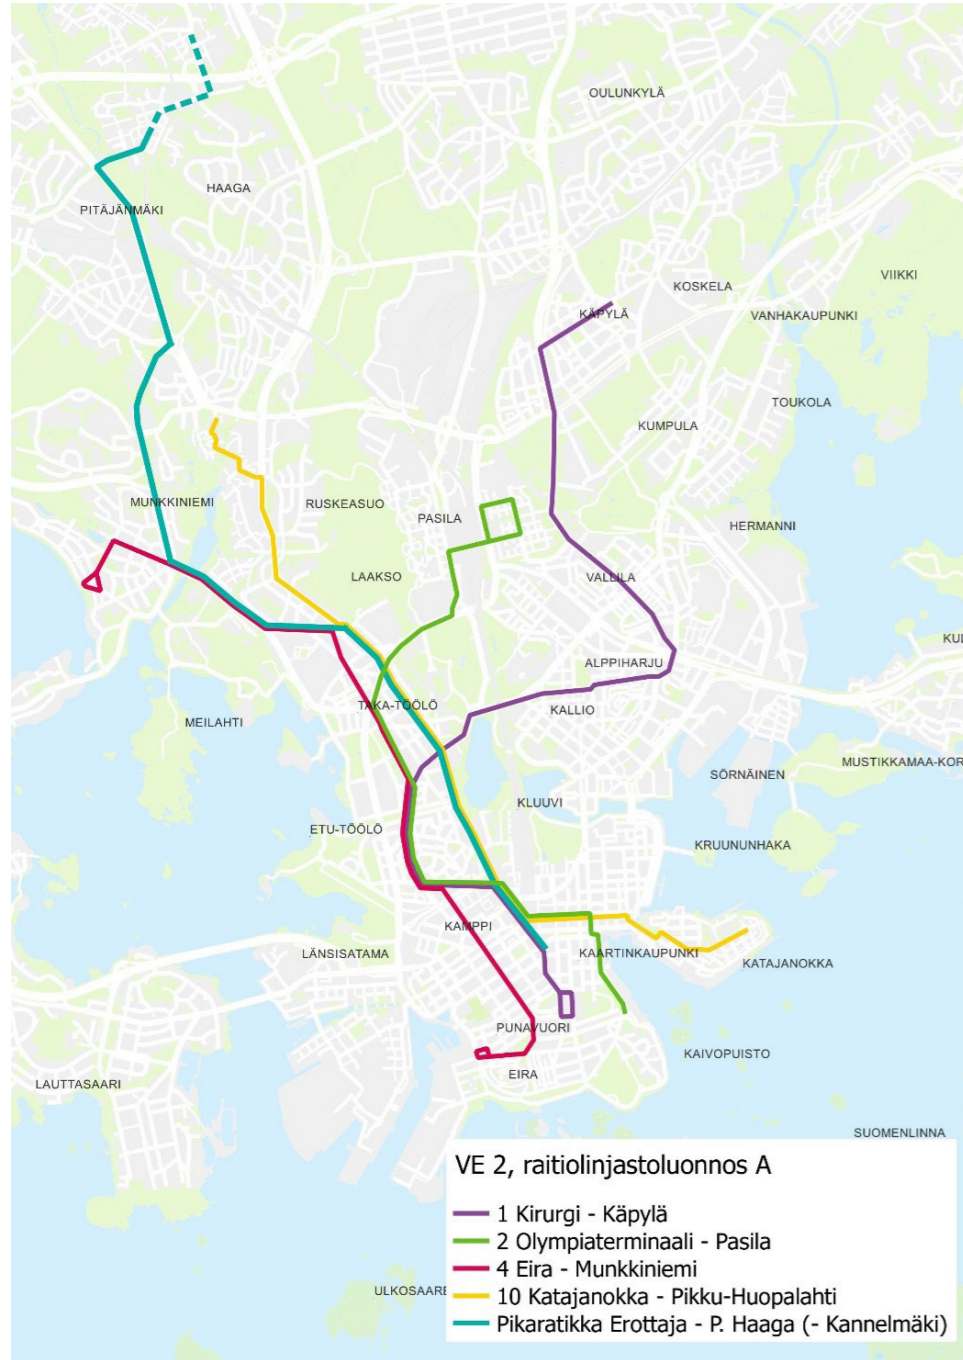 OULUNKYLÄ
HAAGA
PITÄJÄNMÄKI
VIIKKI
KOSKELA
KÄPYLÄ
VANHAKAUPUNKI
TOUKOLA
KUMPULA
MUNKKINIEMI
RUSKEASUO
PASILA
HERMANNI
LAAKSO
VALLILA
KUL
ALPPIHARJU
TAKA-TÖÖLÖ
KALLIO
MEILAHTI
MUSTIKKAMAA-KOR
SÖRNÄINEN
KLUUVI
ETU-TÖÖLÖ
KRUUNUNHAKA
KAMPPI
LÄNSISATAMA
KAARTINKAUPUNKI
KATAJANOKKA
PUNAVUORI
KAIVOPUISTO
EIRA
LAUTTASAARI
SUOMENLINNA
ULKOSAARE
VE 2, raitiolinjastoluonnos A
1 Kirurgi - Käpylä
2 Olympiaterminaali - Pasila
4 Eira - Munkkiniemi
10 Katajanokka - Pikku-Huopalahti
Pikaratikka Erottaja - P. Haaga (- Kannelmäki)